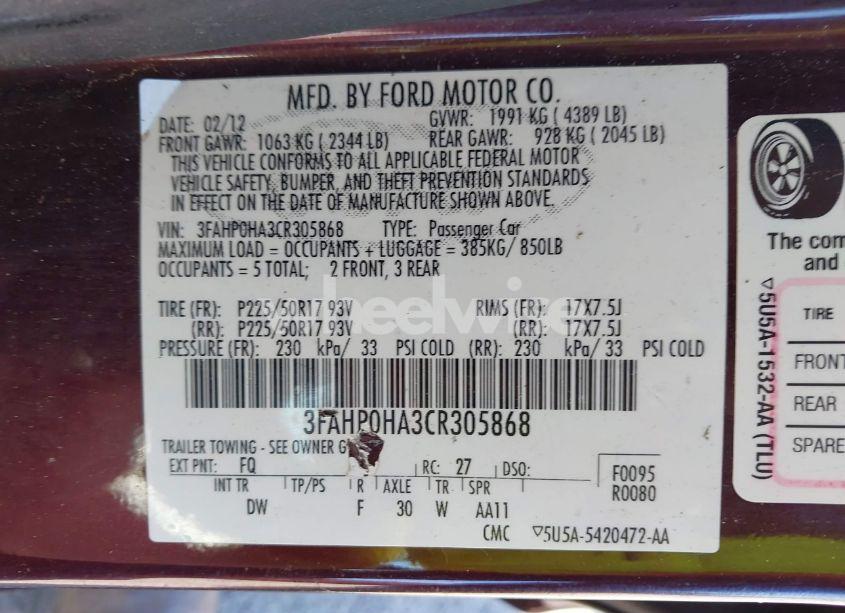 MFD. BY FORD MOTOR CO.
DATE: 02/12 GVWR: 1991 KG ( 4389 LB)
FRONT GAWR: 1063 KG ( 2344 LB) REAR GAWR: 928 KG ( 2045 LB)
THIS VEHICLE CONFORMS TO ALL APPLICABLE FEDERAL MOTOR
VEHICLE SAFETY, BUMPER, AND THEFT PREVENTION STANDARDS
IN EFFECT ON THE DATE OF MANUFACTURE SHOWN ABOVE.
VIN: 3FAHP0HA3CR305868 TYPE: Passenger Car
MAXIMUM LOAD = OCCUPANTS + LUGGAGE = 385KG/ 850LB
OCCUPANTS = 5 TOTAL; 2 FRONT, 3 REAR
heelwise
TIRE (FR): P225/50R17 93V RIMS (FR): 17X7.5J
(RR): P225/50R17 93V (RR): 17X7.5J
PRESSURE (FR): 230 kPa/ 33 PSI COLD (RR): 230 kPa/ 33 PSI COLD
3FAHP0HA3CR305868
TRAILER TOWING - SEE OWNER G
EXT PNT: FQ RC: 27 DSO:
INT TR TP/PS R AXLE TR SPR
DW F 30 W AA11
F0095
R0080
CMC ▽5U5A-5420472-AA
▽5U5A-1532-AA (TLU)
The com
and
TIRE
FRONT
REAR
SPARE